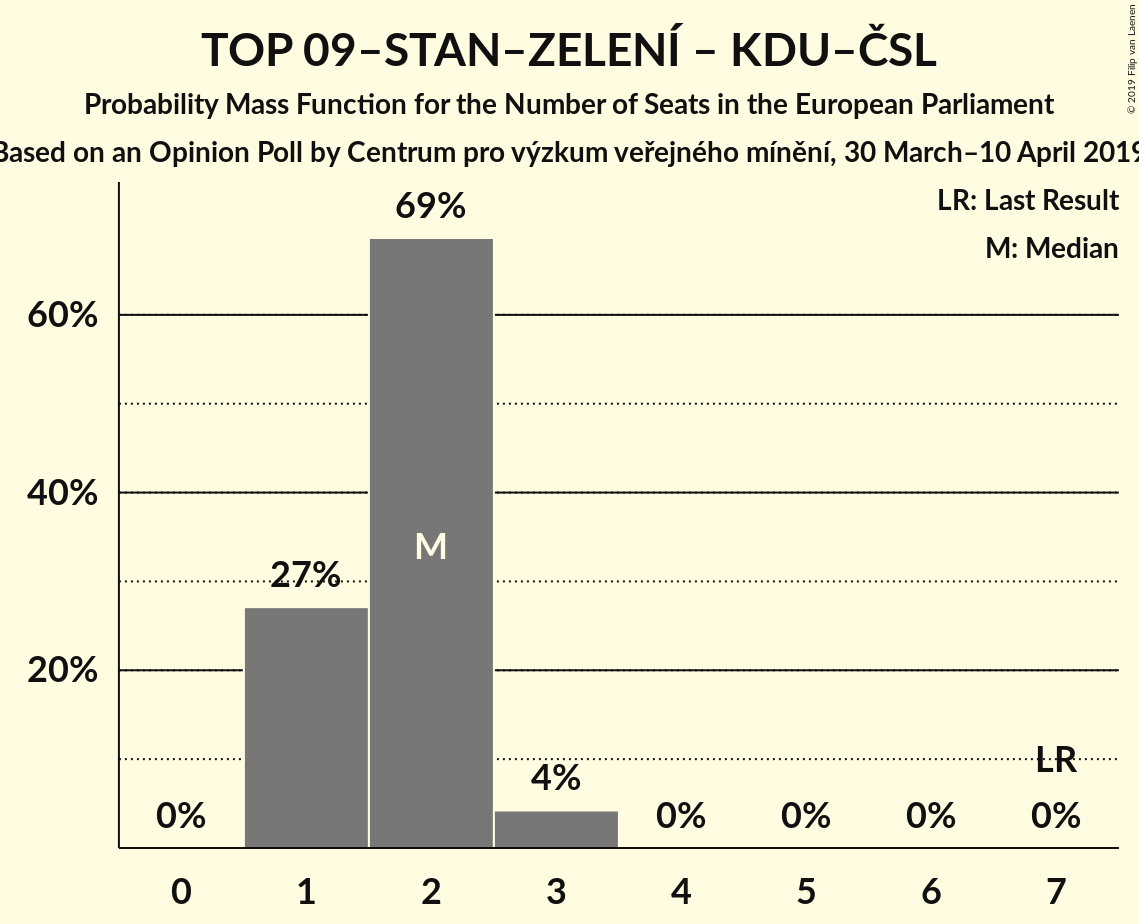 TOP 09–STAN–ZELENÍ – KDU–ČSL
Probability Mass Function for the Number of Seats in the European Parliament
Based on an Opinion Poll by Centrum pro výzkum veřejného mínění, 30 March–10 April 2019
© 2019 Filip van Laenen
LR: Last Result
M: Median
60%
40%
20%
0%
27%
69%
M
4%
0%
0%
0%
LR
0%
0 1 2 3 4 5 6 7